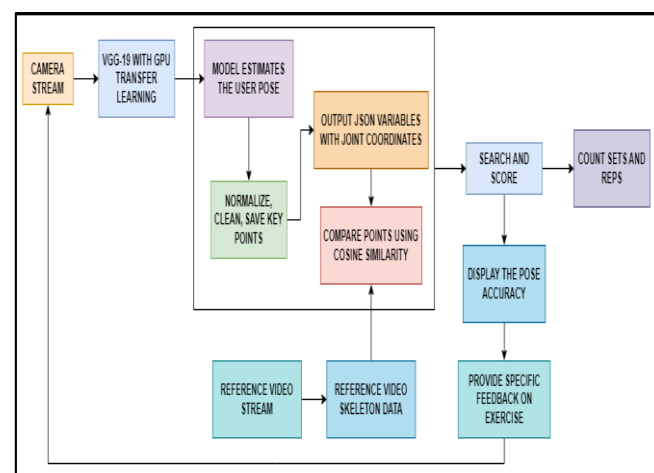 CAMERA
STREAM
VGG-19 WITH GPU
TRANSFER
LEARNING
MODEL ESTIMATES
THE USER POSE
OUTPUT JSON VARIABLES
WITH JOINT COORDINATES
NORMALIZE,
CLEAN, SAVE KEY
POINTS
COMPARE POINTS USING
COSINE SIMILARITY
SEARCH AND
SCORE
COUNT SETS AND
REPS
DISPLAY THE POSE
ACCURACY
REFERENCE VIDEO
STREAM
REFERENCE VIDEO
SKELETON DATA
PROVIDE SPECIFIC
FEEDBACK ON
EXERCISE